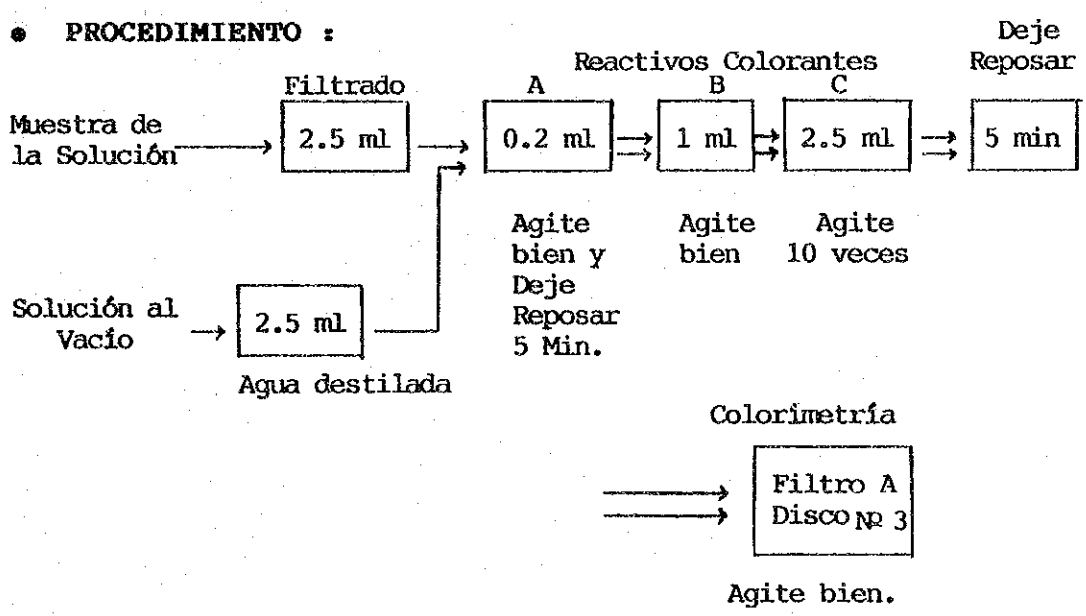 ● PROCEDIMIENTO :
Deje
Reposar
Reactivos Colorantes
Filtrado
A
B
C
Muestra de
la Solución
2.5 ml
0.2 ml
1 ml
2.5 ml
5 min
Agite
bien y
Deje
Reposar
5 Min.
Agite
bien
Agite
10 veces
Solución al
Vacío
2.5 ml
Agua destilada
Colorimetría
Filtro A
Disco Nº 3
Agite bien.